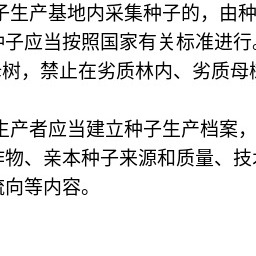 子生产基地内采集种子的，由种
中子应当按照国家有关标准进行。
树，禁止在劣质林内、劣质母
生产者应当建立种子生产档案，
物、亲本种子来源和质量、技
流向等内容。